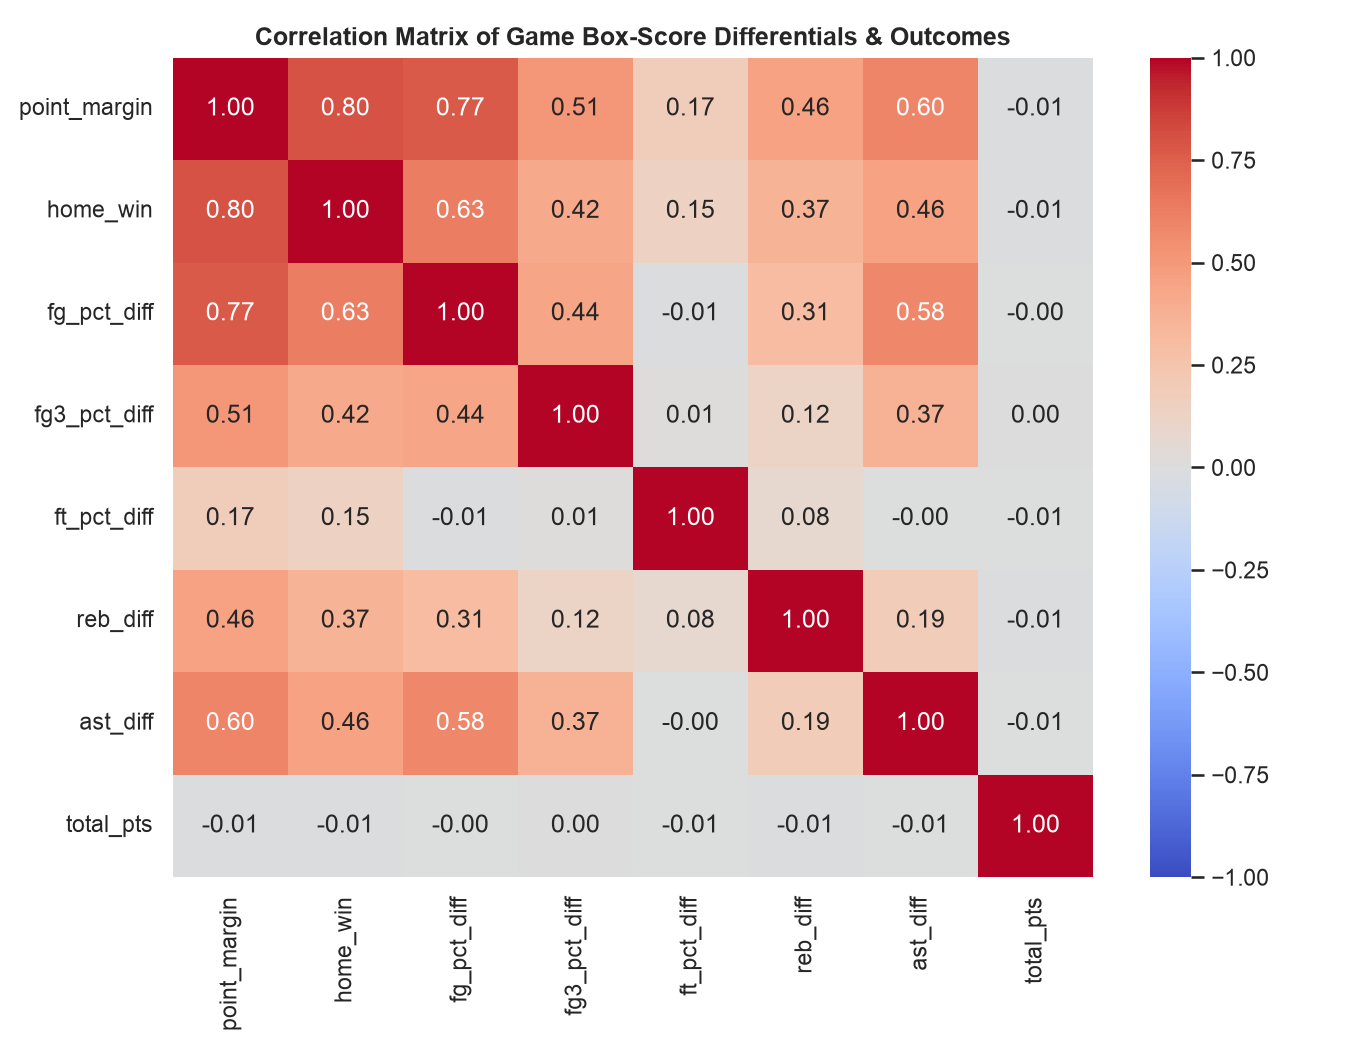 Correlation Matrix of Game Box-Score Differentials & Outcomes
point_margin 1.00 0.80 0.77 0.51 0.17 0.46 0.60 -0.01
home_win 0.80 1.00 0.63 0.42 0.15 0.37 0.46 -0.01
fg_pct_diff 0.77 0.63 1.00 0.44 -0.01 0.31 0.58 -0.00
fg3_pct_diff 0.51 0.42 0.44 1.00 0.01 0.12 0.37 0.00
ft_pct_diff 0.17 0.15 -0.01 0.01 1.00 0.08 -0.00 -0.01
reb_diff 0.46 0.37 0.31 0.12 0.08 1.00 0.19 -0.01
ast_diff 0.60 0.46 0.58 0.37 -0.00 0.19 1.00 -0.01
total_pts -0.01 -0.01 -0.00 0.00 -0.01 -0.01 -0.01 1.00
point_margin
home_win
fg_pct_diff
fg3_pct_diff
ft_pct_diff
reb_diff
ast_diff
total_pts
1.00
0.75
0.50
0.25
0.00
−0.25
−0.50
−0.75
−1.00